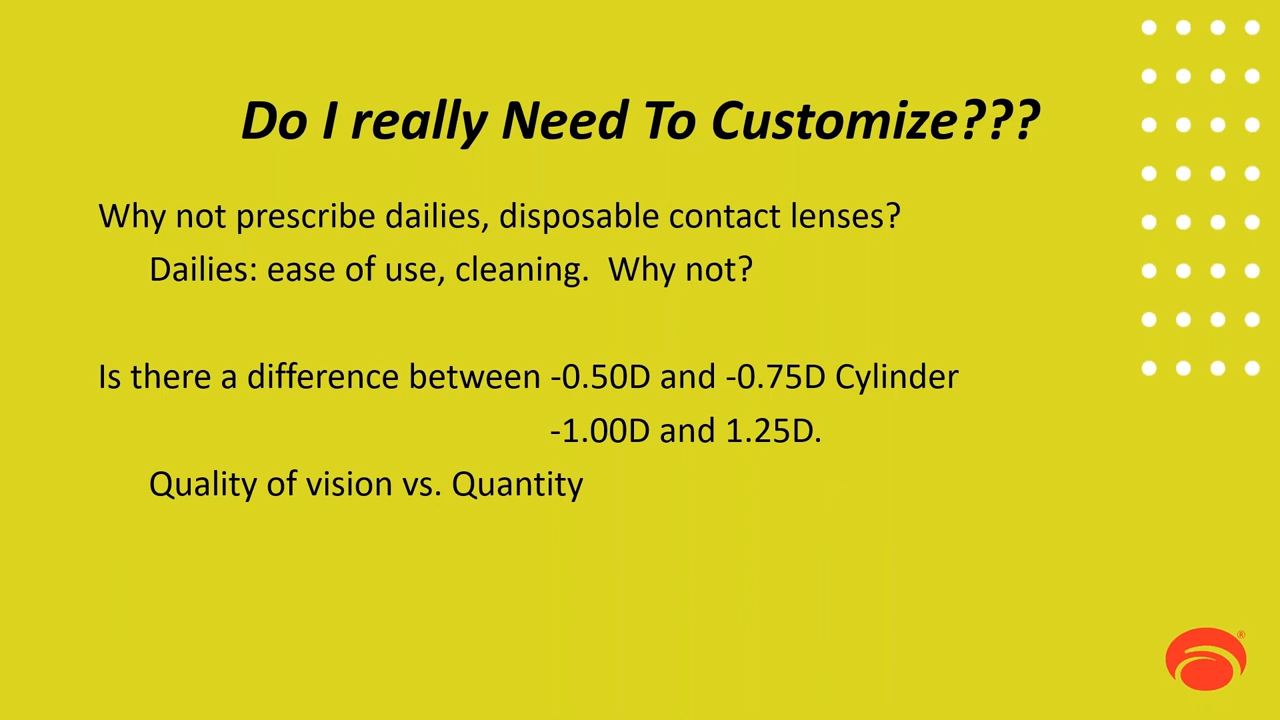 Do I really Need To Customize???
Why not prescribe dailies, disposable contact lenses?
Dailies: ease of use, cleaning.  Why not?
Is there a difference between -0.50D and -0.75D Cylinder
-1.00D and 1.25D.
Quality of vision vs. Quantity
®